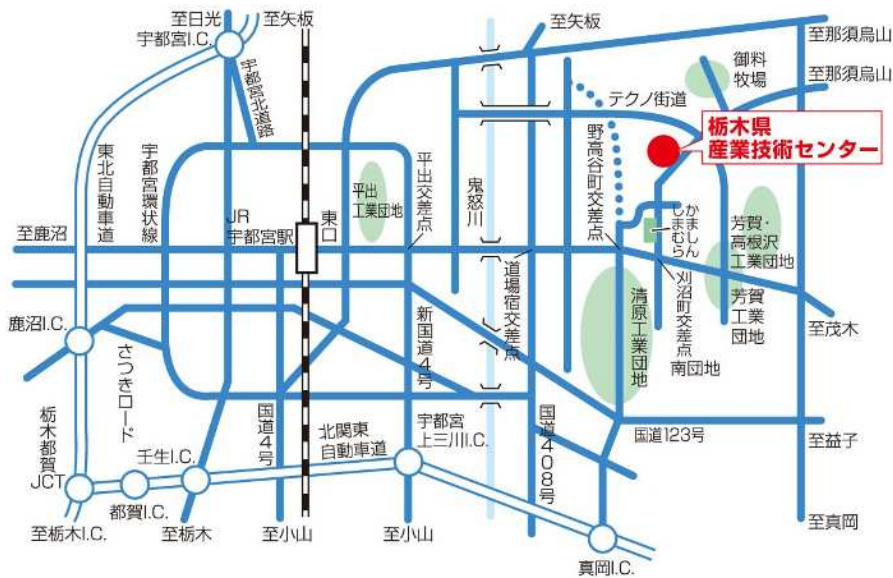 至日光
至矢板
宇都宮I.C.
宇都宮北道路
至矢板
至那須烏山
御料
牧場
至那須烏山
テクノ街道
栃木県
産業技術センター
東北自動車道
宇都宮環状線
平出
工業団地
平出交差点
鬼怒川
野高谷町交差点
かましん
しまむら
芳賀・
高根沢
工業団地
至鹿沼
JR
宇都宮駅
東口
道場宿交差点
刈沼町交差点
清原工業団地
芳賀
工業
団地
南団地
至茂木
鹿沼I.C.
さつきロード
新国道4号
国道4号
国道123号
至益子
栃木都賀
JCT
壬生I.C.
都賀I.C.
北関東
自動車道
宇都宮
上三川I.C.
国道408号
至栃木I.C.
至栃木
至小山
至小山
真岡I.C.
至真岡